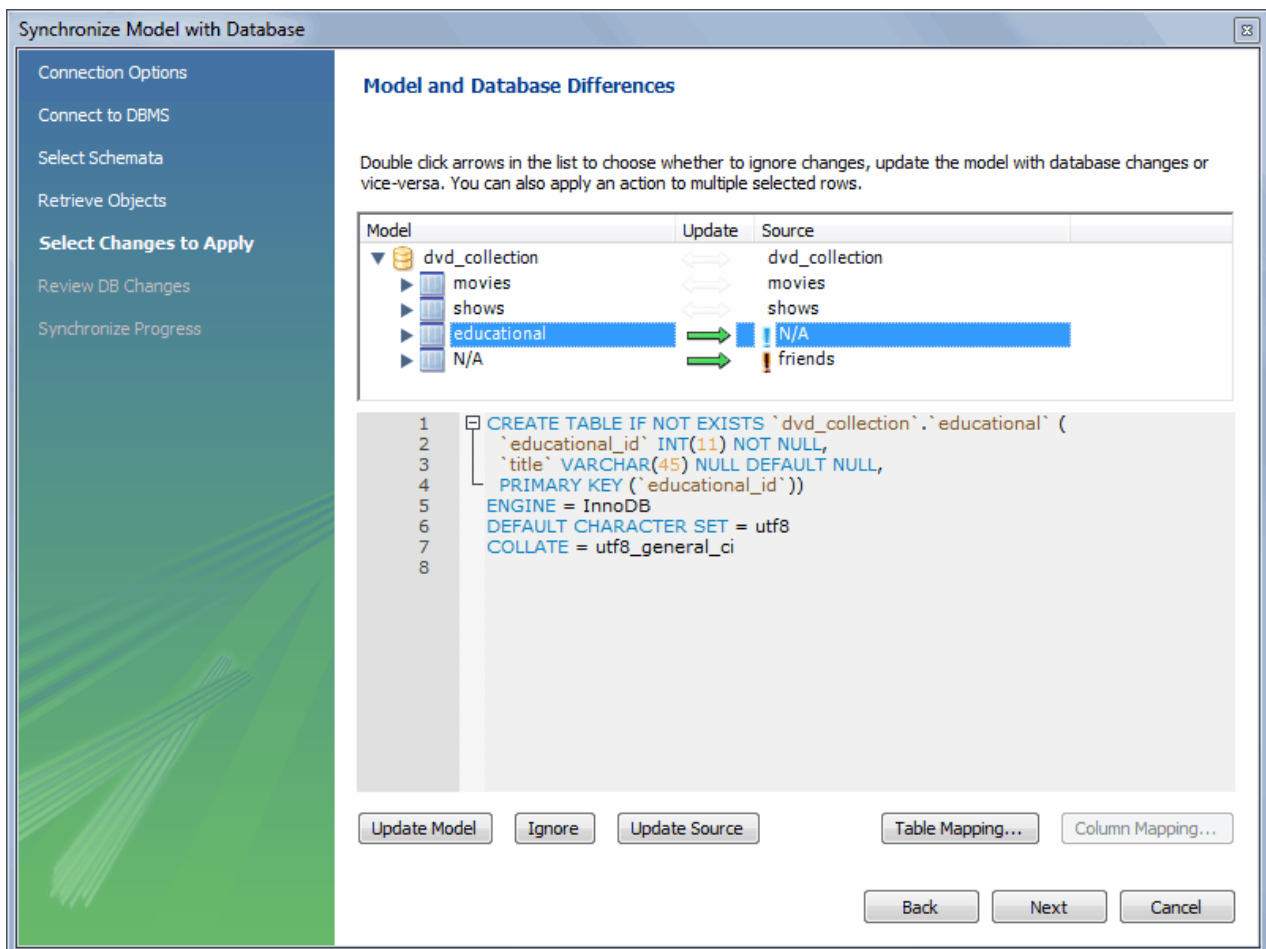 Synchronize Model with Database
Connection Options
Connect to DBMS
Select Schemata
Retrieve Objects
Select Changes to Apply
Review DB Changes
Synchronize Progress
Model and Database Differences
Double click arrows in the list to choose whether to ignore changes, update the model with database changes or
vice-versa. You can also apply an action to multiple selected rows.
Model Update Source
dvd_collection dvd_collection
movies movies
shows shows
educational N/A
N/A friends
1 CREATE TABLE IF NOT EXISTS `dvd_collection`.`educational` (
2 `educational_id` INT(11) NOT NULL,
3 `title` VARCHAR(45) NULL DEFAULT NULL,
4 PRIMARY KEY (`educational_id`))
5 ENGINE = InnoDB
6 DEFAULT CHARACTER SET = utf8
7 COLLATE = utf8_general_ci
8
Update Model Ignore Update Source Table Mapping... Column Mapping...
Back Next Cancel